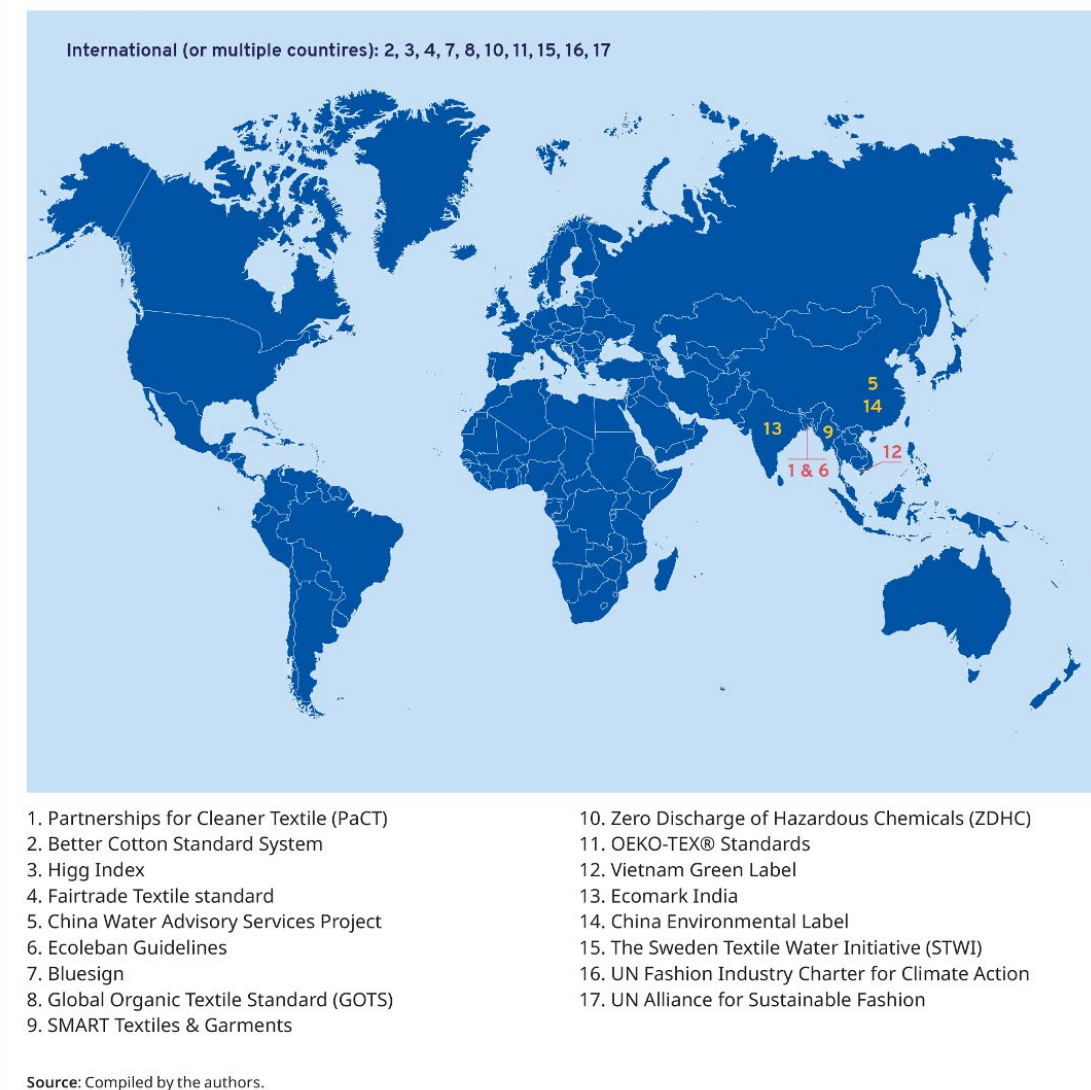 International (or multiple countires): 2, 3, 4, 7, 8, 10, 11, 15, 16, 17
5
14
13
9
12
1 & 6
1. Partnerships for Cleaner Textile (PaCT)
2. Better Cotton Standard System
3. Higg Index
4. Fairtrade Textile standard
5. China Water Advisory Services Project
6. Ecoleban Guidelines
7. Bluesign
8. Global Organic Textile Standard (GOTS)
9. SMART Textiles & Garments
10. Zero Discharge of Hazardous Chemicals (ZDHC)
11. OEKO-TEX® Standards
12. Vietnam Green Label
13. Ecomark India
14. China Environmental Label
15. The Sweden Textile Water Initiative (STWI)
16. UN Fashion Industry Charter for Climate Action
17. UN Alliance for Sustainable Fashion
Source: Compiled by the authors.